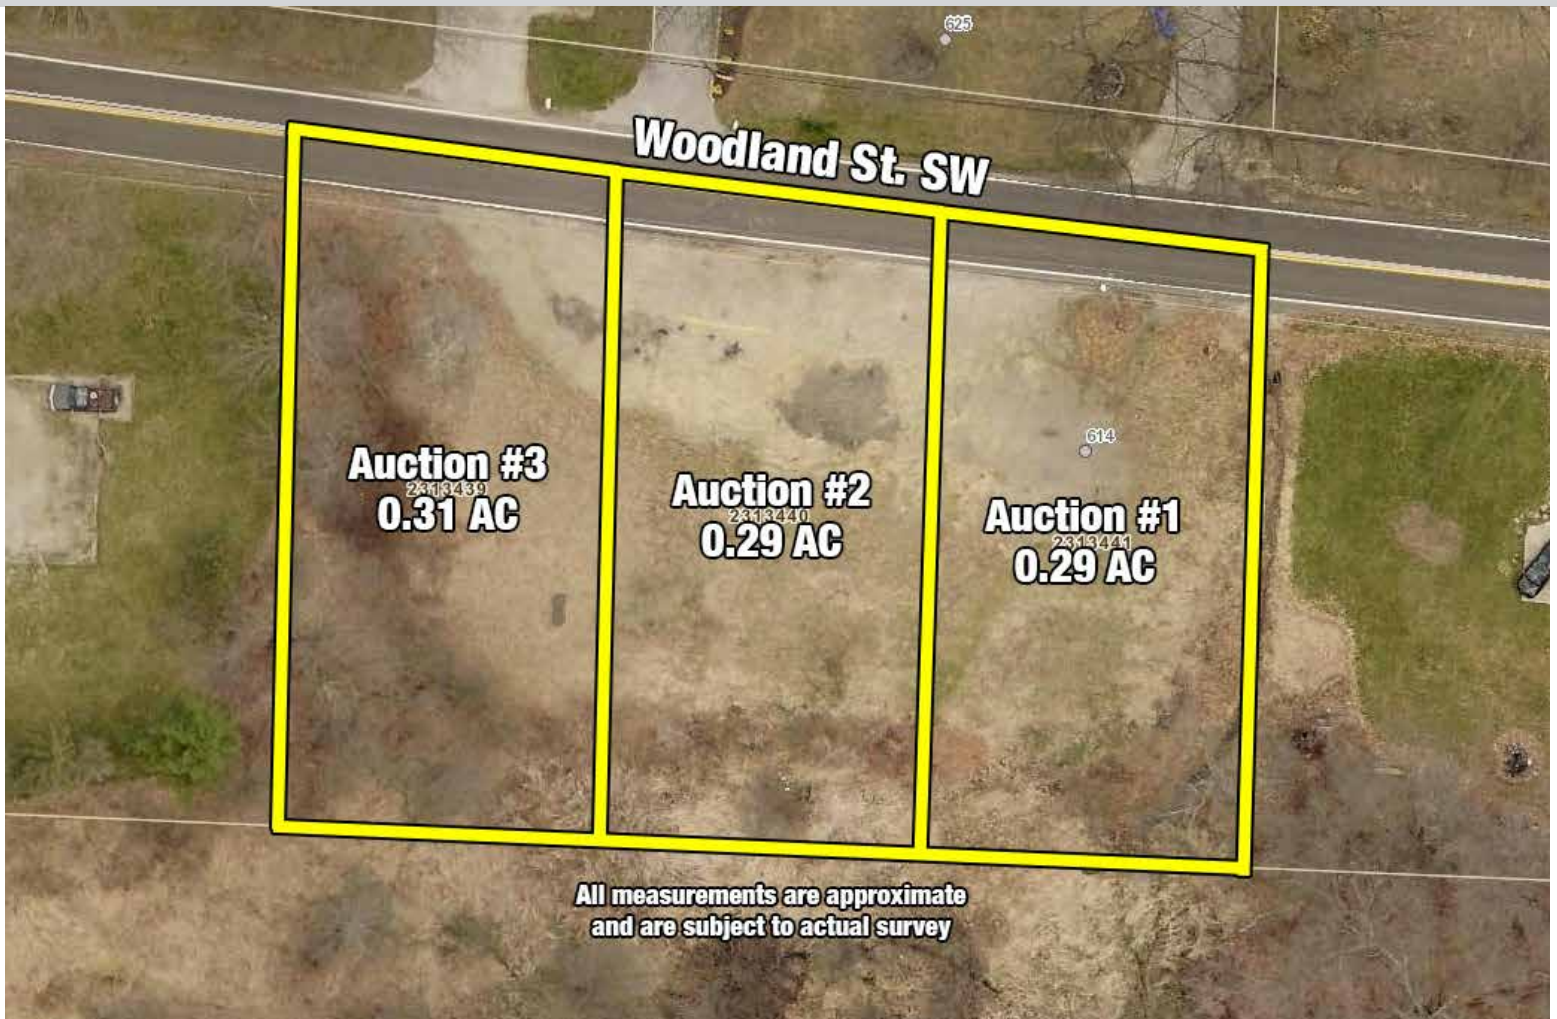 625
Woodland St. SW
614
Auction #3
2313439
0.31 AC
Auction #2
2313440
0.29 AC
Auction #1
2313441
0.29 AC
All measurements are approximate
and are subject to actual survey